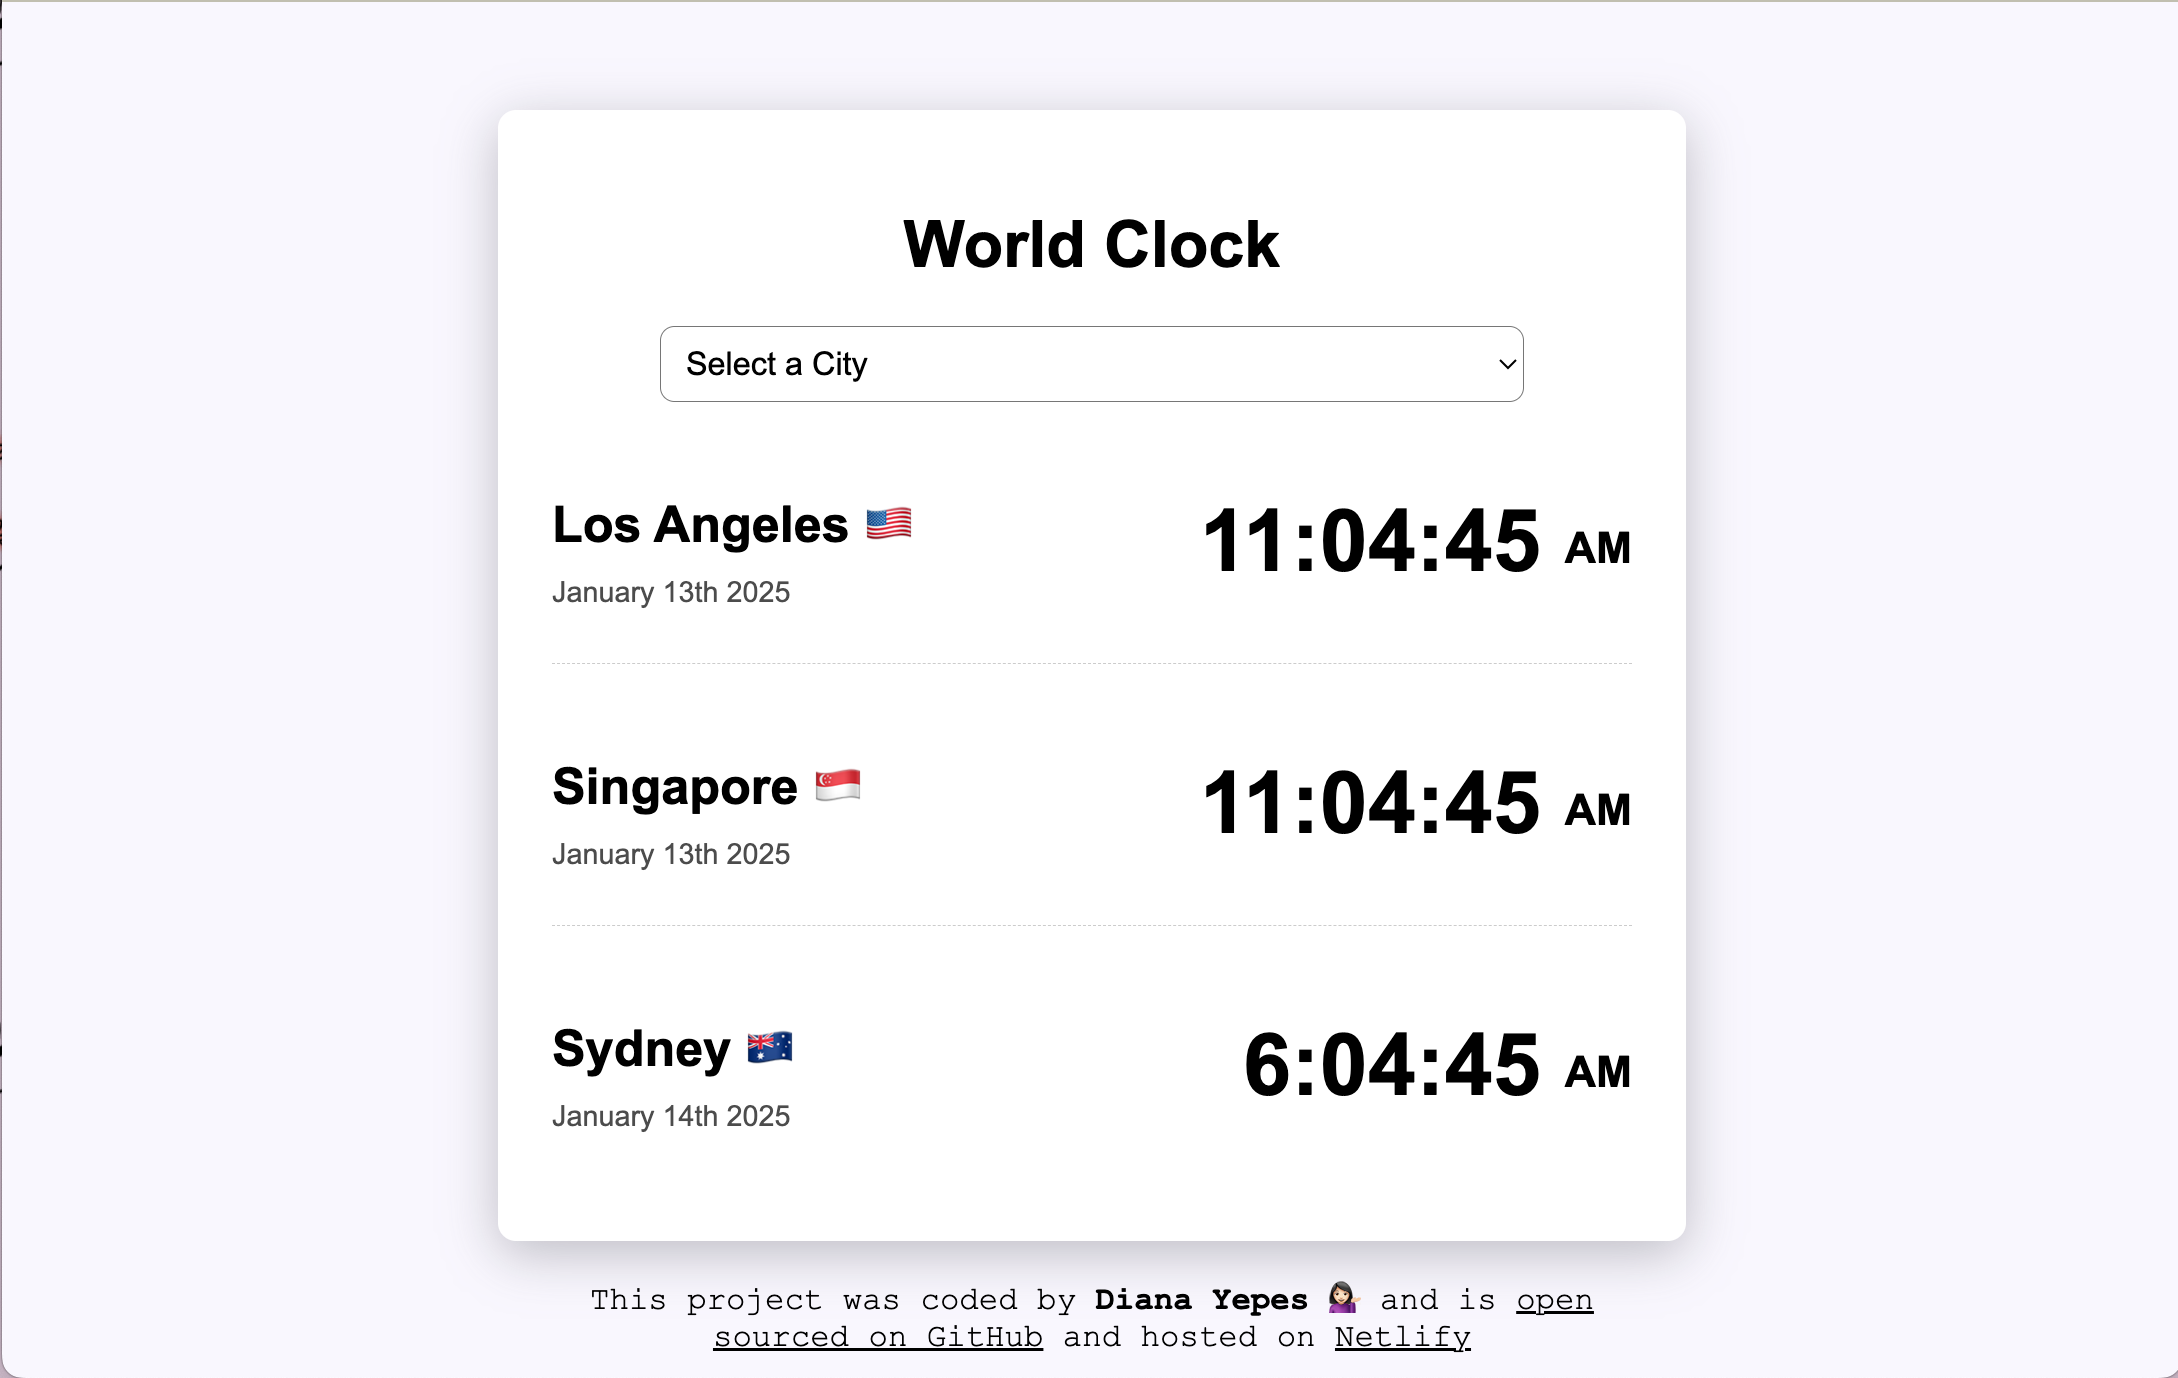 World Clock
Select a City
Los Angeles 🇺🇸
11:04:45 AM
January 13th 2025
Singapore 🇸🇬
11:04:45 AM
January 13th 2025
Sydney 🇦🇺
6:04:45 AM
January 14th 2025
This project was coded by Diana Yepes 💁🏻‍♀️ and is open
sourced on GitHub and hosted on Netlify